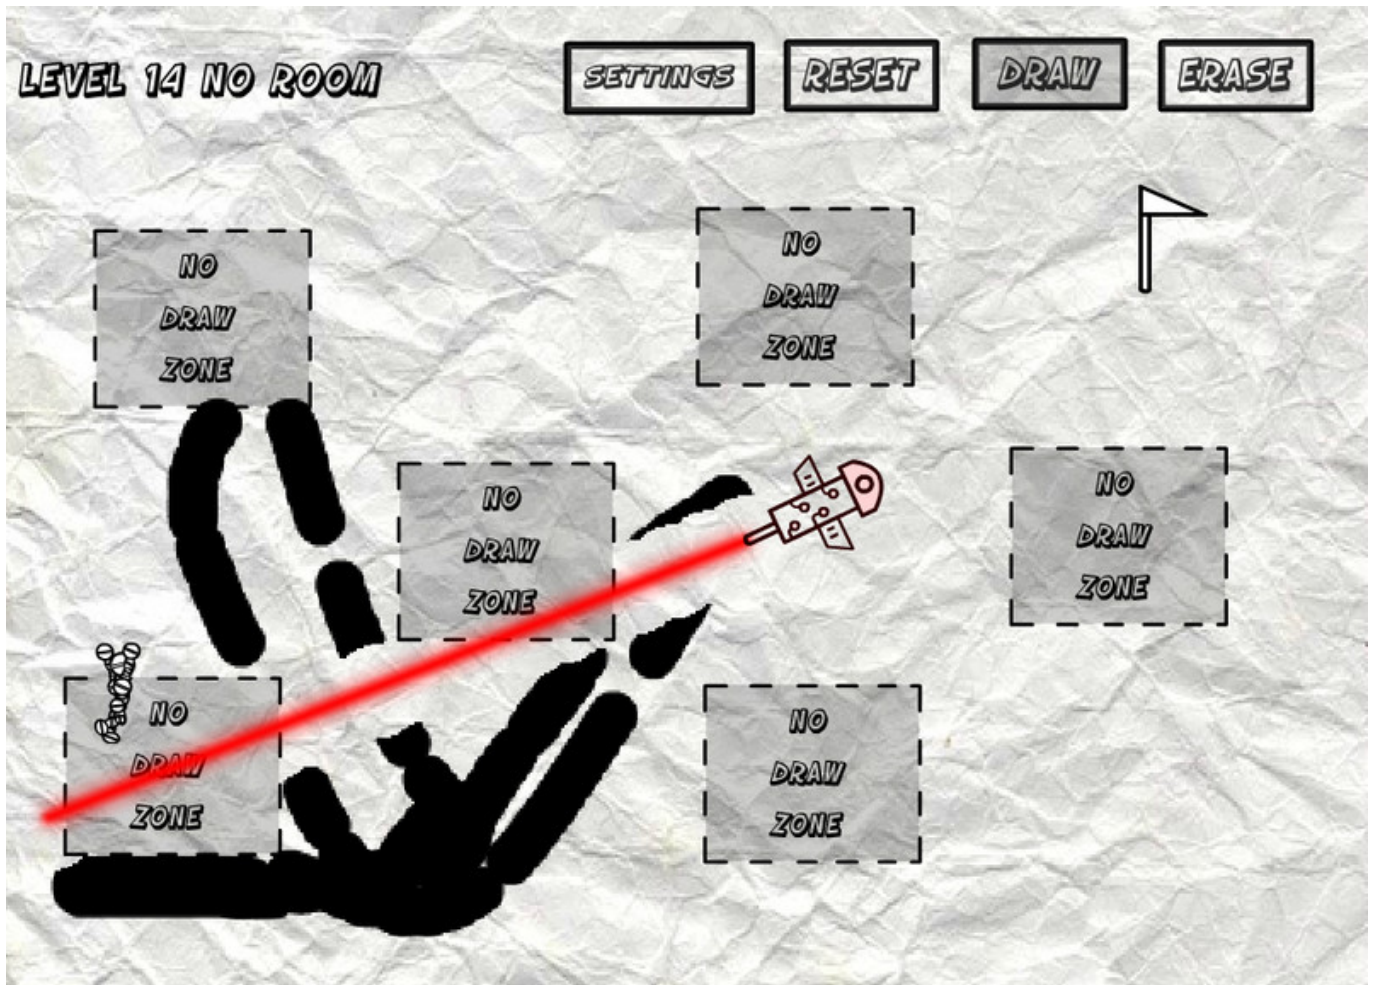 LEVEL 14 NO ROOM
SETTINGS
RESET
DRAW
ERASE
NO
DRAW
ZONE
NO
DRAW
ZONE
NO
DRAW
ZONE
NO
DRAW
ZONE
NO
DRAW
ZONE
NO
DRAW
ZONE